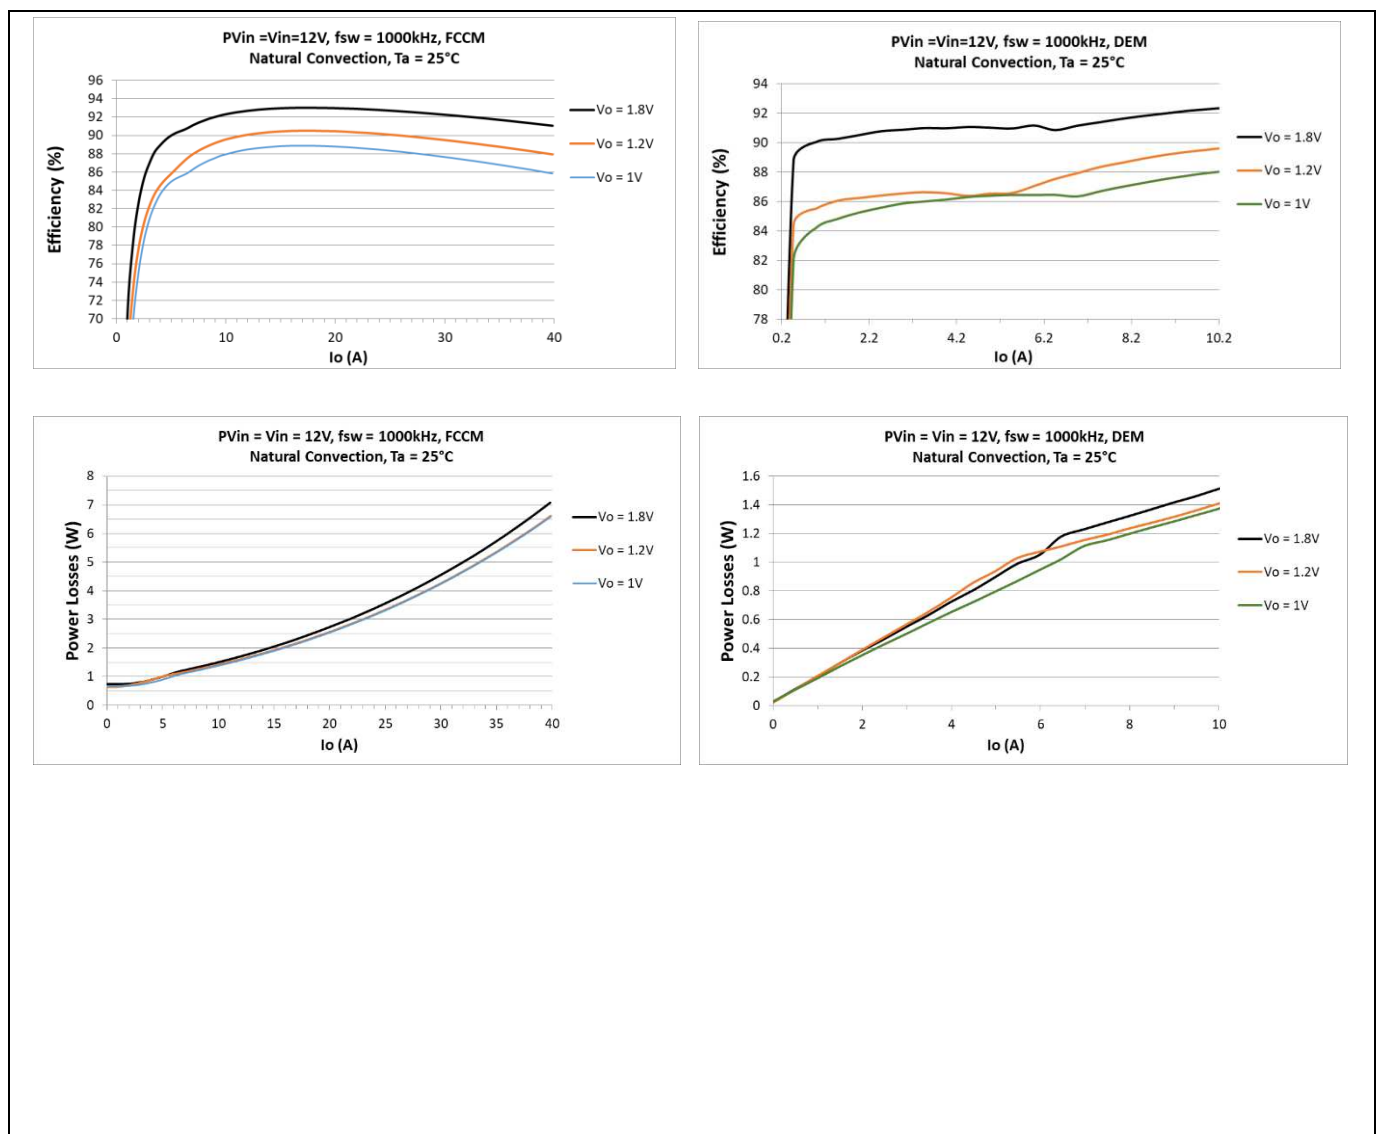 PVin =Vin=12V, fsw = 1000kHz, FCCM
Natural Convection, Ta = 25°C
96
94
92
90
88
86
84
82
80
78
76
74
72
70
Efficiency (%)
0 10 20 30 40
Io (A)
Vo = 1.8V
Vo = 1.2V
Vo = 1V
PVin =Vin=12V, fsw = 1000kHz, DEM
Natural Convection, Ta = 25°C
94
92
90
88
86
84
82
80
78
Efficiency (%)
0.2 2.2 4.2 6.2 8.2 10.2
Io (A)
Vo = 1.8V
Vo = 1.2V
Vo = 1V
PVin = Vin = 12V, fsw = 1000kHz, FCCM
Natural Convection, Ta = 25°C
8
7
6
5
4
3
2
1
0
Power Losses (W)
0 5 10 15 20 25 30 35 40
Io (A)
Vo = 1.8V
Vo = 1.2V
Vo = 1V
PVin = Vin = 12V, fsw = 1000kHz, DEM
Natural Convection, Ta = 25°C
1.6
1.4
1.2
1
0.8
0.6
0.4
0.2
0
Power Losses (W)
0 2 4 6 8 10
Io (A)
Vo = 1.8V
Vo = 1.2V
Vo = 1V